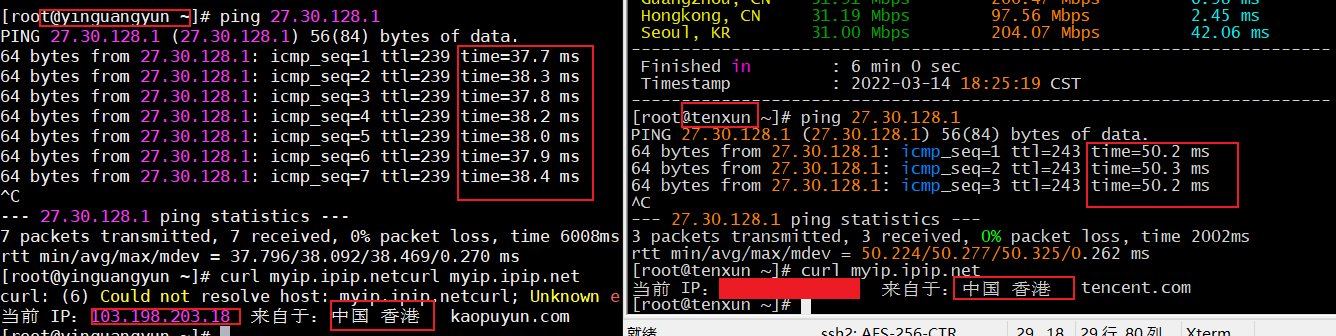 [root@yinguangyun ~]# ping 27.30.128.1
PING 27.30.128.1 (27.30.128.1) 56(84) bytes of data.
64 bytes from 27.30.128.1: icmp_seq=1 ttl=239 time=37.7 ms
64 bytes from 27.30.128.1: icmp_seq=2 ttl=239 time=38.3 ms
64 bytes from 27.30.128.1: icmp_seq=3 ttl=239 time=37.8 ms
64 bytes from 27.30.128.1: icmp_seq=4 ttl=239 time=38.2 ms
64 bytes from 27.30.128.1: icmp_seq=5 ttl=239 time=38.0 ms
64 bytes from 27.30.128.1: icmp_seq=6 ttl=239 time=37.9 ms
64 bytes from 27.30.128.1: icmp_seq=7 ttl=239 time=38.4 ms
^C
--- 27.30.128.1 ping statistics ---
7 packets transmitted, 7 received, 0% packet loss, time 6008ms
rtt min/avg/max/mdev = 37.796/38.092/38.469/0.270 ms
[root@yinguangyun ~]# curl myip.ipip.netcurl myip.ipip.net
curl: (6) Could not resolve host: myip.ipip.netcurl; Unknown e
当前 IP：103.198.203.18 来自于：中国 香港 kaopuyun.com
[root@yinguangyun ~]#
Guangzhou, CN
Hongkong, CN 31.19 Mbps 97.56 Mbps 2.45 ms
Seoul, KR 31.00 Mbps 204.07 Mbps 42.06 ms
Finished in : 6 min 0 sec
Timestamp : 2022-03-14 18:25:19 CST
[root@tenxun ~]# ping 27.30.128.1
PING 27.30.128.1 (27.30.128.1) 56(84) bytes of data.
64 bytes from 27.30.128.1: icmp_seq=1 ttl=243 time=50.2 ms
64 bytes from 27.30.128.1: icmp_seq=2 ttl=243 time=50.3 ms
64 bytes from 27.30.128.1: icmp_seq=3 ttl=243 time=50.2 ms
^C
--- 27.30.128.1 ping statistics ---
3 packets transmitted, 3 received, 0% packet loss, time 2002ms
rtt min/avg/max/mdev = 50.224/50.277/50.325/0.262 ms
[root@tenxun ~]# curl myip.ipip.net
当前 IP： 来自于：中国 香港 tencent.com
[root@tenxun ~]#
就绪 ssh2: AES-256-CTR 29, 18 29 行, 80 列 Xterm